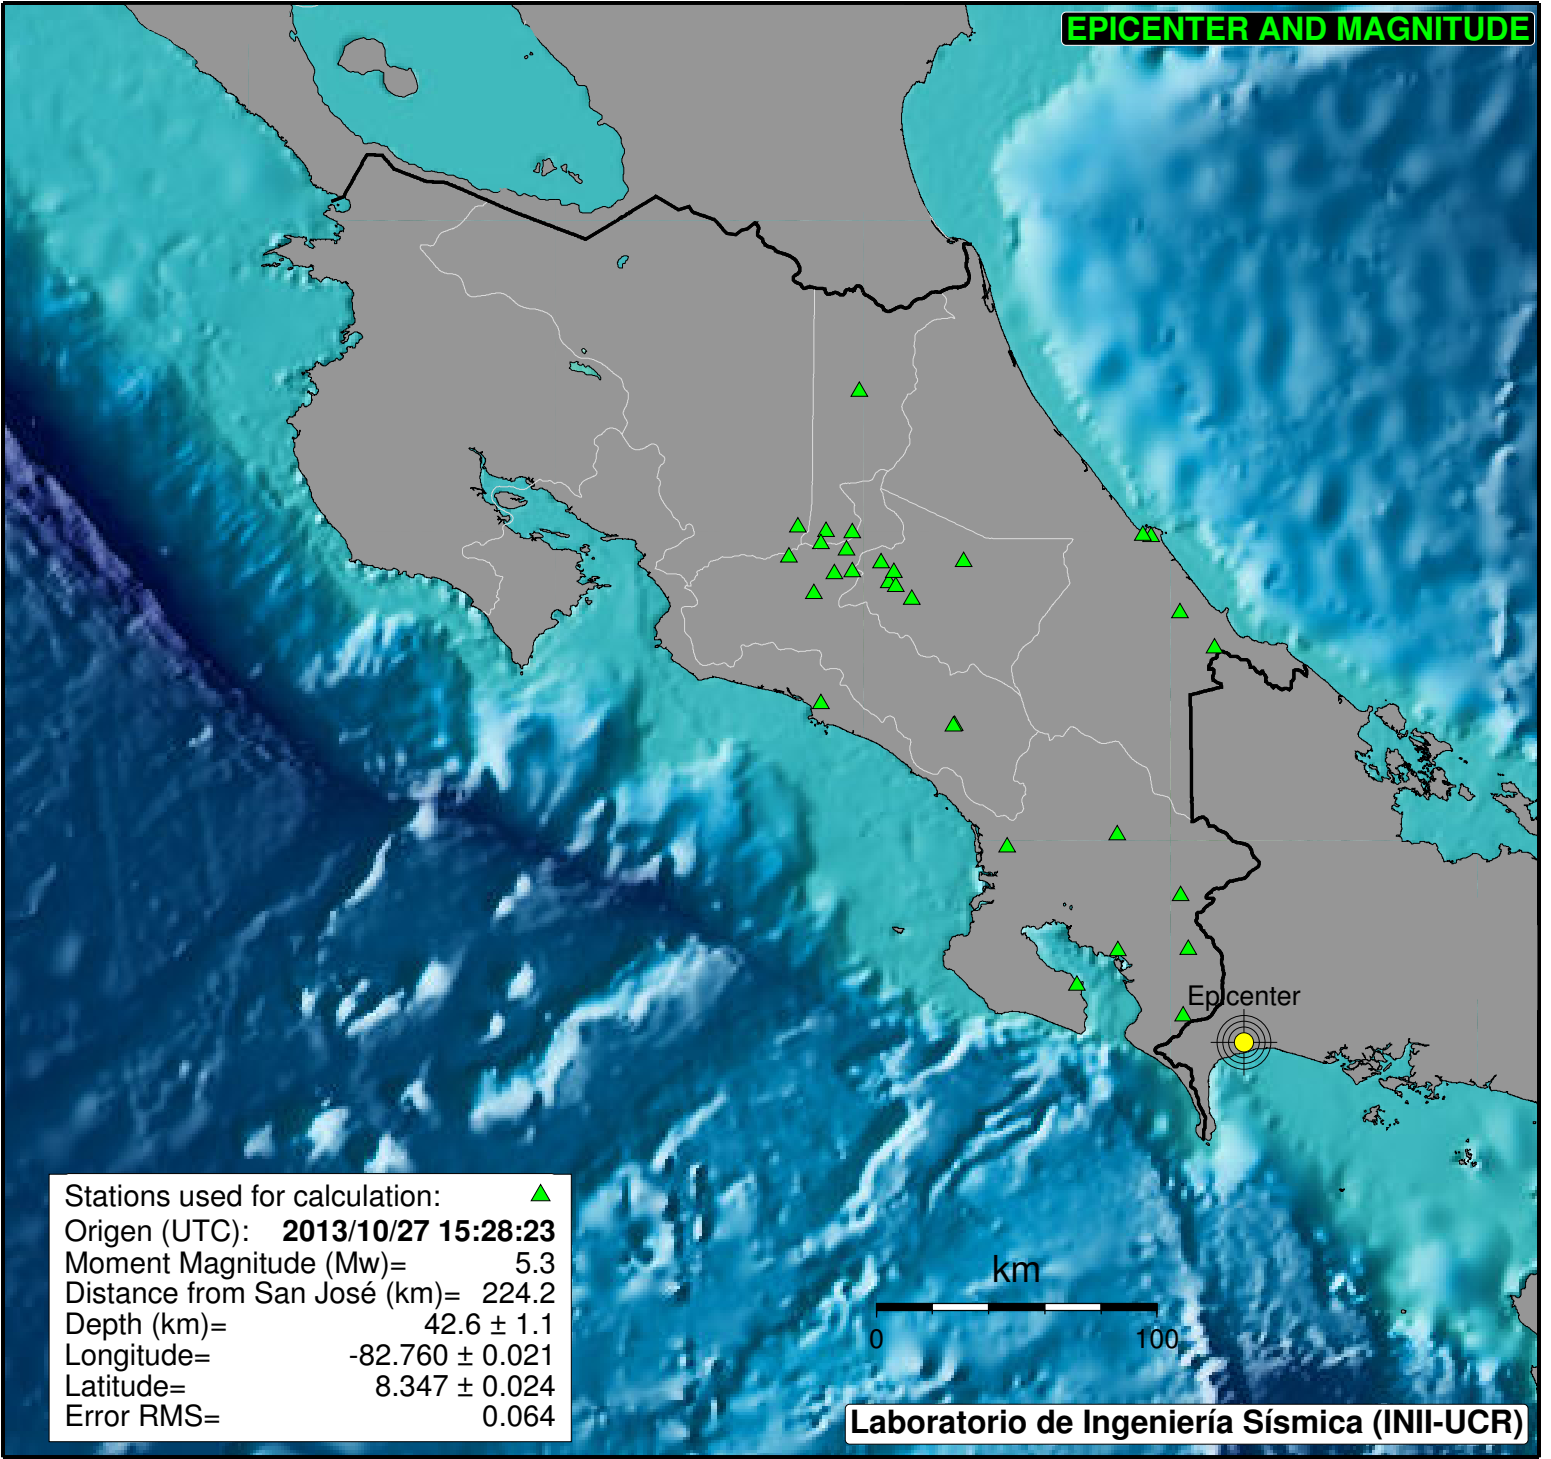 EPICENTER AND MAGNITUDE
Epicenter
Stations used for calculation:
Origen (UTC): 2013/10/27 15:28:23
Moment Magnitude (Mw)= 5.3
Distance from San José (km)= 224.2
Depth (km)= 42.6 ± 1.1
Longitude= -82.760 ± 0.021
Latitude= 8.347 ± 0.024
Error RMS= 0.064
km
0 100
Laboratorio de Ingeniería Sísmica (INII-UCR)